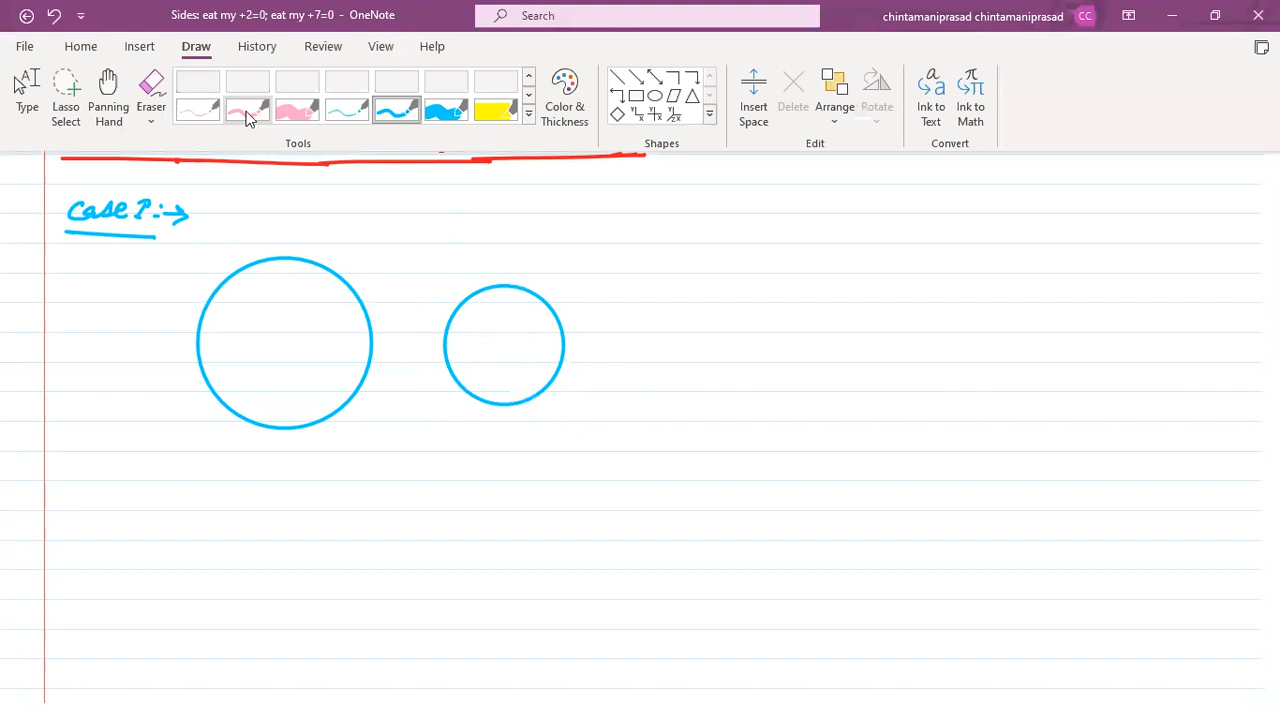 Sides: eat my +2=0; eat my +7=0 - OneNote
Search
chintamaniprasad chintamaniprasad CC
File Home Insert Draw History Review View Help
Type
Lasso Select
Panning Hand
Eraser
Color & Thickness
Insert Space
Delete
Arrange
Rotate
Ink to Text
Ink to Math
Tools
Shapes
Edit
Convert
Case I:→